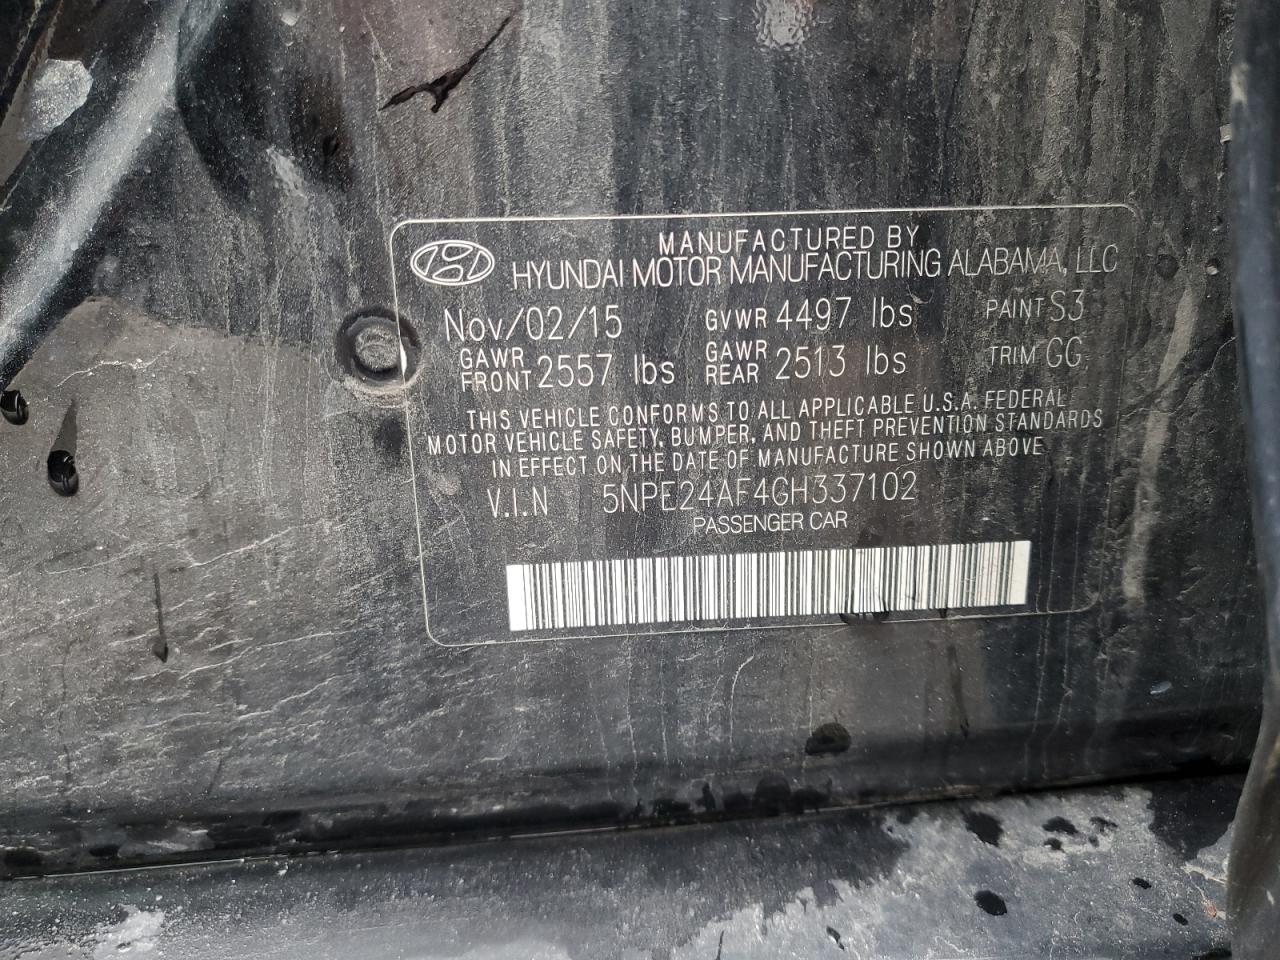 MANUFACTURED BY
HYUNDAI MOTOR MANUFACTURING ALABAMA, LLC
Nov/02/15 GVWR 4497 lbs PAINT S3
GAWR FRONT 2557 lbs GAWR REAR 2513 lbs TRIM GG
THIS VEHICLE CONFORMS TO ALL APPLICABLE U.S.A. FEDERAL
MOTOR VEHICLE SAFETY, BUMPER, AND THEFT PREVENTION STANDARDS
IN EFFECT ON THE DATE OF MANUFACTURE SHOWN ABOVE
V.I.N 5NPE24AF4GH337102
PASSENGER CAR